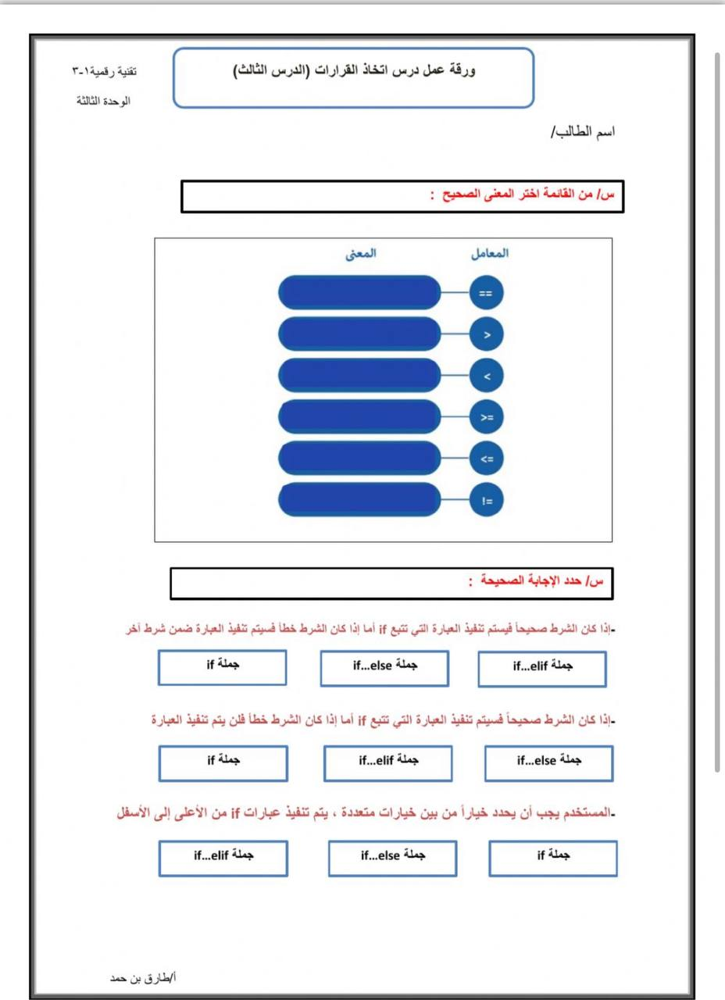 ورقة عمل درس اتخاذ القرارات (الدرس الثالث)
تقنية رقمية١-٣
الوحدة الثالثة
اسم الطالب/
س/ من القائمة اختر المعنى الصحيح :
المعامل المعنى
==
>
<
>=
<=
!=
س/ حدد الإجابة الصحيحة :
-إذا كان الشرط صحيحاً فيستم تنفيذ العبارة التي تتبع if أما إذا كان الشرط خطأ فسيتم تنفيذ العبارة ضمن شرط آخر
جملة if...elif جملة if...else جملة if
-إذا كان الشرط صحيحاً فسيتم تنفيذ العبارة التي تتبع if أما إذا كان الشرط خطأ فلن يتم تنفيذ العبارة
جملة if...else جملة if...elif جملة if
-المستخدم يجب أن يحدد خياراً من بين خيارات متعددة ، يتم تنفيذ عبارات if من الأعلى إلى الأسفل
جملة if جملة if...else جملة if...elif
أ/طارق بن حمد